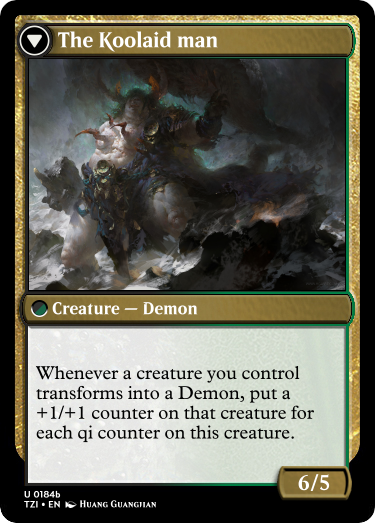 The Koolaid man
Creature — Demon
Whenever a creature you control
transforms into a Demon, put a
+1/+1 counter on that creature for
each qi counter on this creature.
6/5
U 0184b
TZI • EN Huang Guangjian